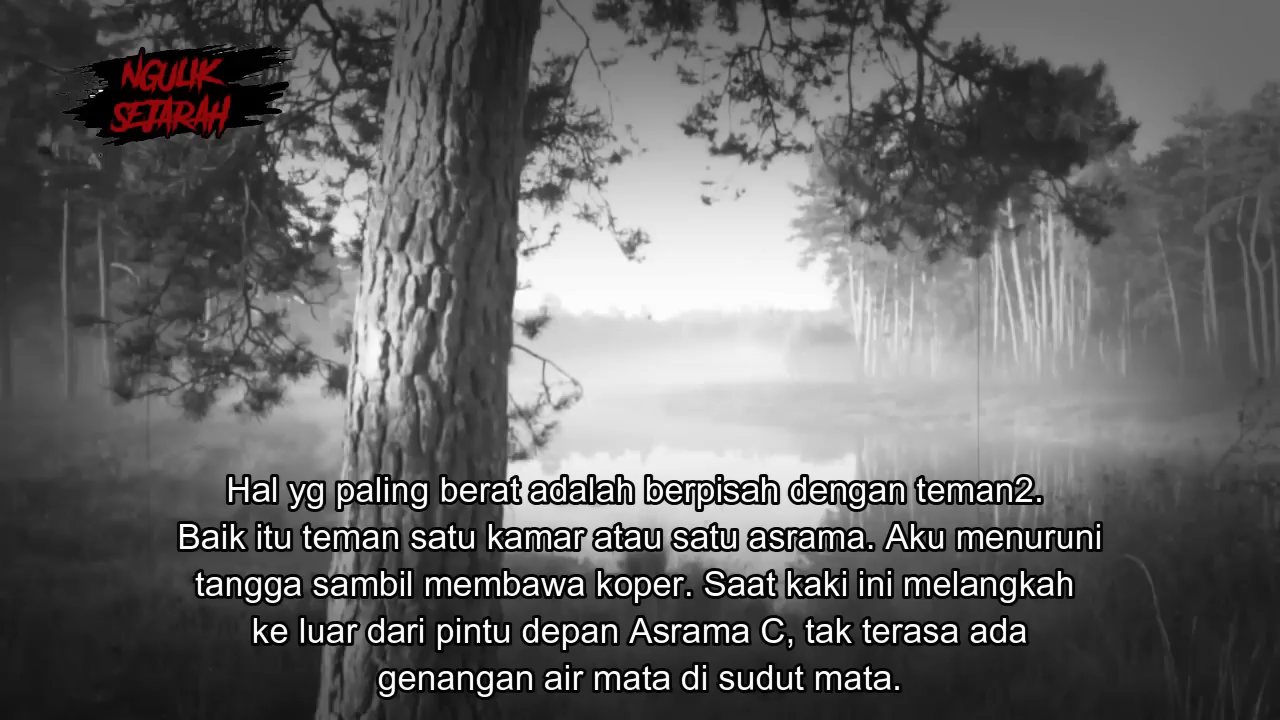 NGULIK
SEJARAH
Hal yg paling berat adalah berpisah dengan teman2.
Baik itu teman satu kamar atau satu asrama. Aku menuruni
tangga sambil membawa koper. Saat kaki ini melangkah
ke luar dari pintu depan Asrama C, tak terasa ada
genangan air mata di sudut mata.